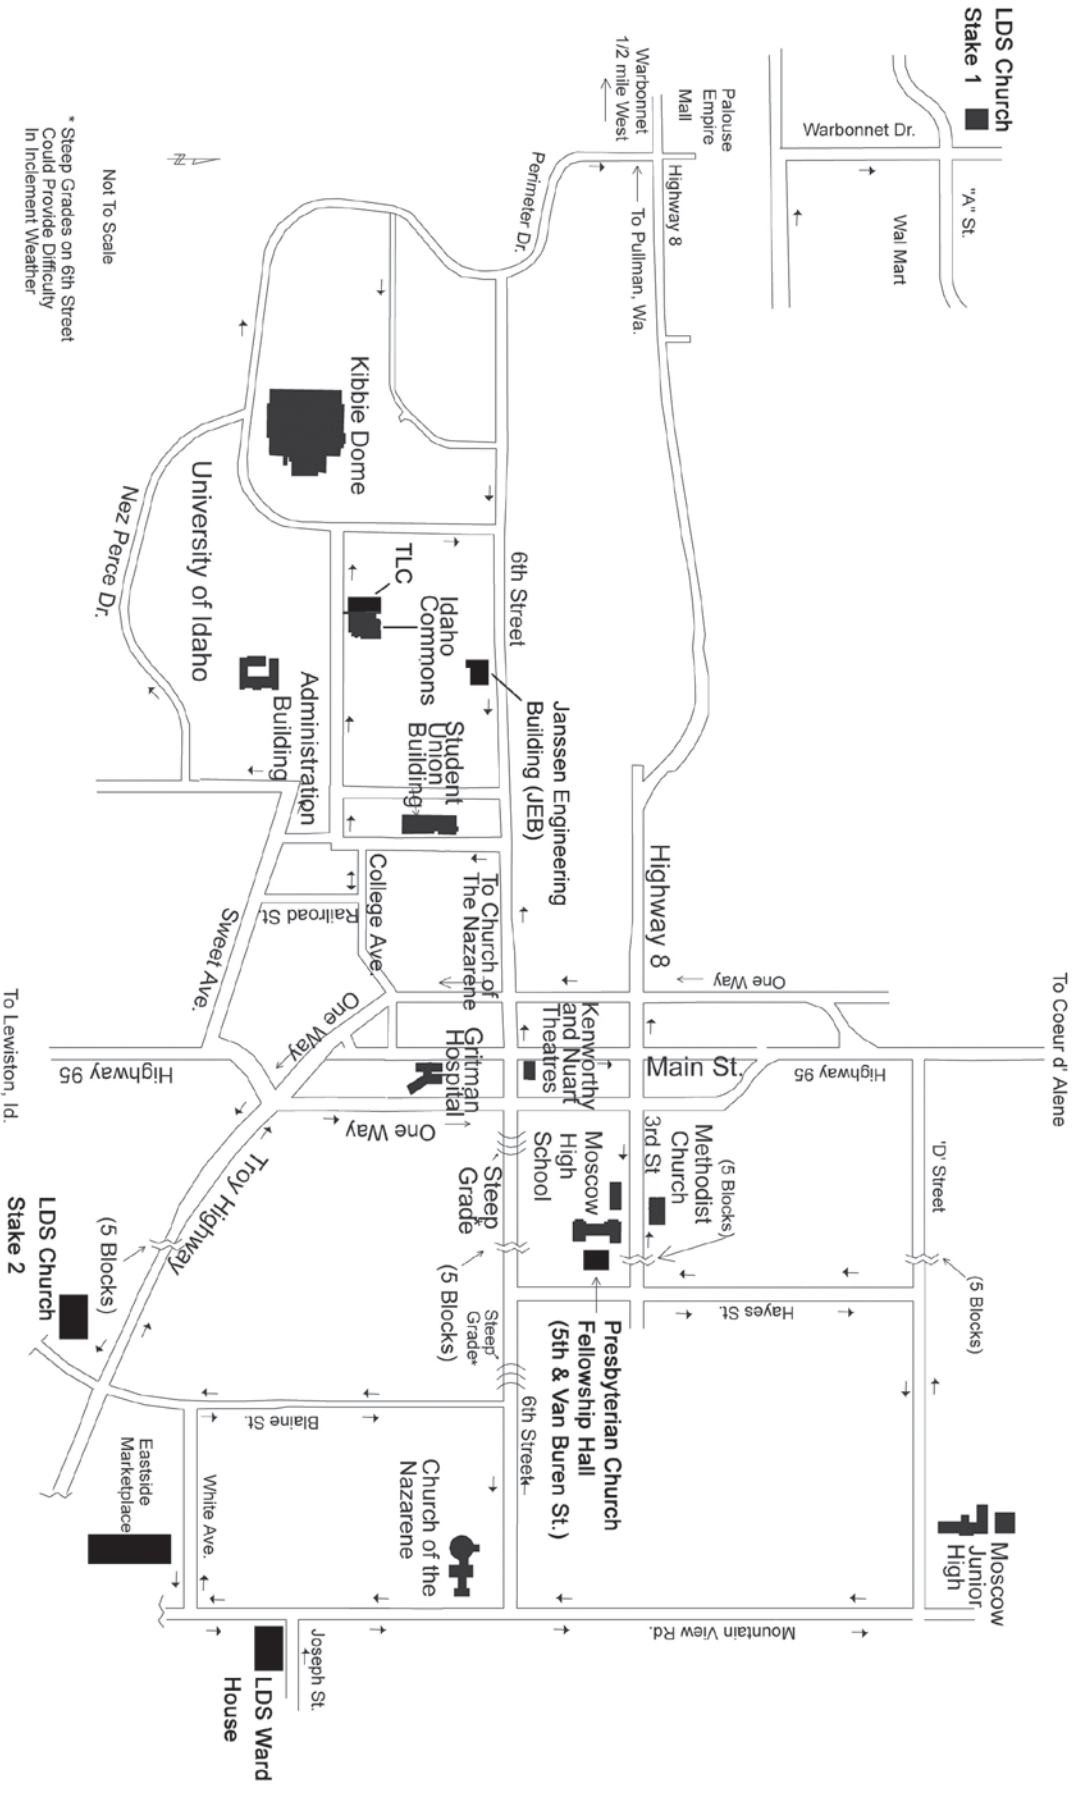 LDS Church
Stake 1
Warbonnet Dr.
"A" St.
Wal Mart
Palouse
Empire
Mall
Warbonnet
1/2 mile West
Highway 8
To Pullman, Wa.
Perimeter Dr.
N
Not To Scale
* Steep Grades on 6th Street
Could Provide Difficulty
In Inclement Weather
Kibbie Dome
University of Idaho
Nez Perce Dr.
TLC
Idaho
Commons
6th Street
Janssen Engineering
Building (JEB)
Student
Union
Building
Administration
Building
Highway 8
To Church of
The Nazarene
College Ave.
Railroad St.
Sweet Ave.
One Way
One Way
To Coeur d' Alene
Kenworthy
and Nuart
Theatres
Gritman
Hospital
Main St.
Highway 95
Highway 95
To Lewiston, Id.
One Way
Troy Highway
'D' Street
(5 Blocks)
Methodist
Church
(5 Blocks)
3rd St
Moscow
High
School
Steep
Grade*
(5 Blocks)
Steep
Grade*
(5 Blocks)
LDS Church
Stake 2
Hayes St.
Presbyterian Church
Fellowship Hall
(5th & Van Buren St.)
6th Street
Blaine St.
Eastside
Marketplace
White Ave.
Church of the
Nazarene
Moscow
Junior
High
Mountain View Rd.
Joseph St.
LDS Ward
House